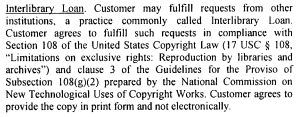 Interlibrary Loan. Customer may fulfill requests from other
institutions, a practice commonly called Interlibrary Loan.
Customer agrees to fulfill such requests in compliance with
Section 108 of the United States Copyright Law (17 USC § 108,
"Limitations on exclusive rights: Reproduction by libraries and
archives") and clause 3 of the Guidelines for the Proviso of
Subsection 108(g)(2) prepared by the National Commission on
New Technological Uses of Copyright Works. Customer agrees to
provide the copy in print form and not electronically.